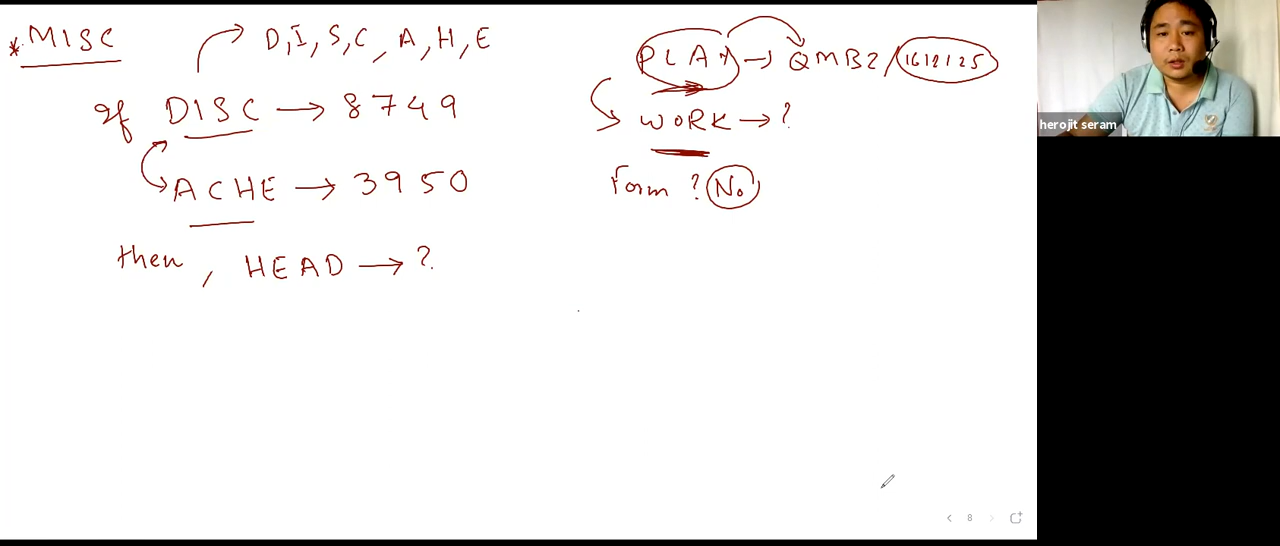 * MISC
D, I, S, C, A, H, E
If DISC → 8749
ACHE → 3950
then, HEAD → ?
PLAY → QMBZ/1612125
WORK → ?
Form ? No
herojit seram
8